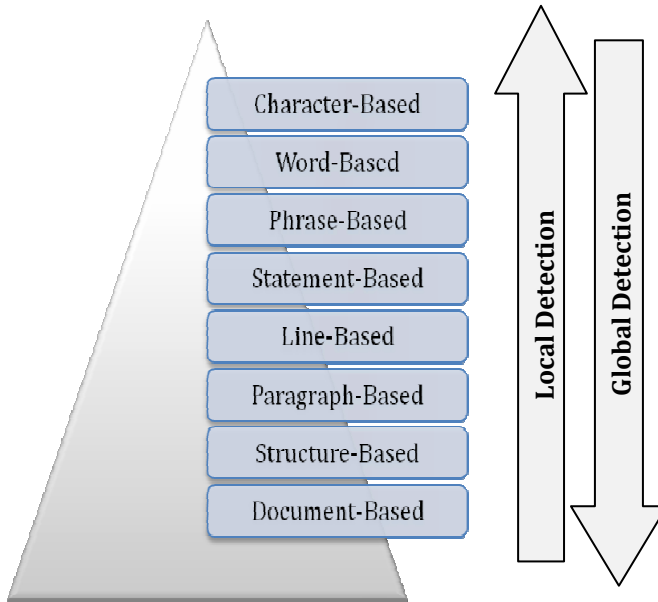 Character-Based
Word-Based
Phrase-Based
Statement-Based
Line-Based
Paragraph-Based
Structure-Based
Document-Based
Local Detection
Global Detection